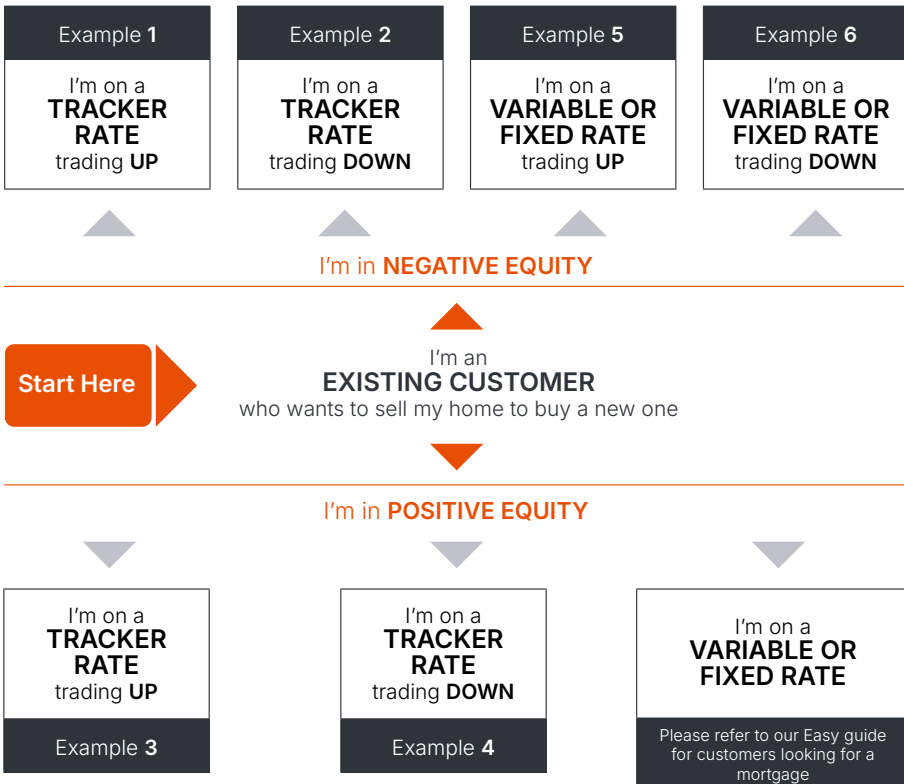 Example 1
I'm on a
TRACKER
RATE
trading UP
Example 2
I'm on a
TRACKER
RATE
trading DOWN
Example 5
I'm on a
VARIABLE OR
FIXED RATE
trading UP
Example 6
I'm on a
VARIABLE OR
FIXED RATE
trading DOWN
I'm in NEGATIVE EQUITY
Start Here
I'm an
EXISTING CUSTOMER
who wants to sell my home to buy a new one
I'm in POSITIVE EQUITY
I'm on a
TRACKER
RATE
trading UP
Example 3
I'm on a
TRACKER
RATE
trading DOWN
Example 4
I'm on a
VARIABLE OR
FIXED RATE
Please refer to our Easy guide
for customers looking for a
mortgage